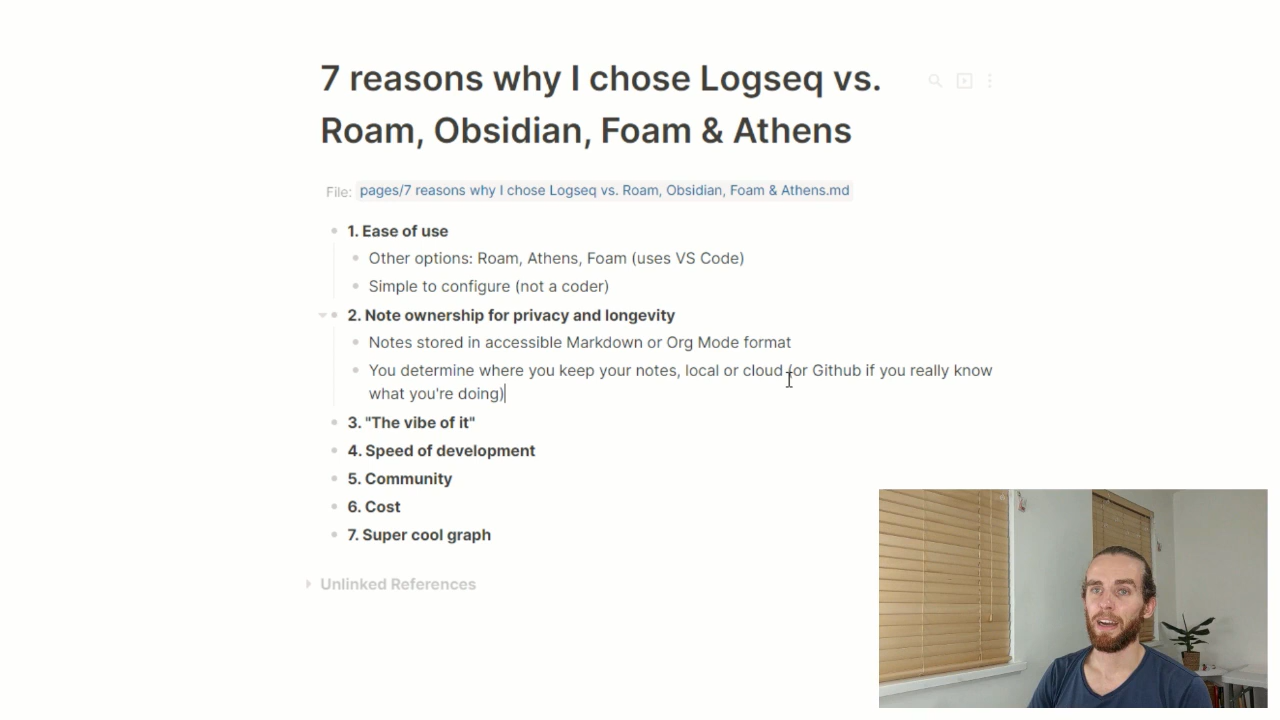 7 reasons why I chose Logseq vs.
Roam, Obsidian, Foam & Athens
File: pages/7 reasons why I chose Logseq vs. Roam, Obsidian, Foam & Athens.md
1. Ease of use
Other options: Roam, Athens, Foam (uses VS Code)
Simple to configure (not a coder)
2. Note ownership for privacy and longevity
Notes stored in accessible Markdown or Org Mode format
You determine where you keep your notes, local or cloud (or Github if you really know
what you're doing)
3. "The vibe of it"
4. Speed of development
5. Community
6. Cost
7. Super cool graph
Unlinked References